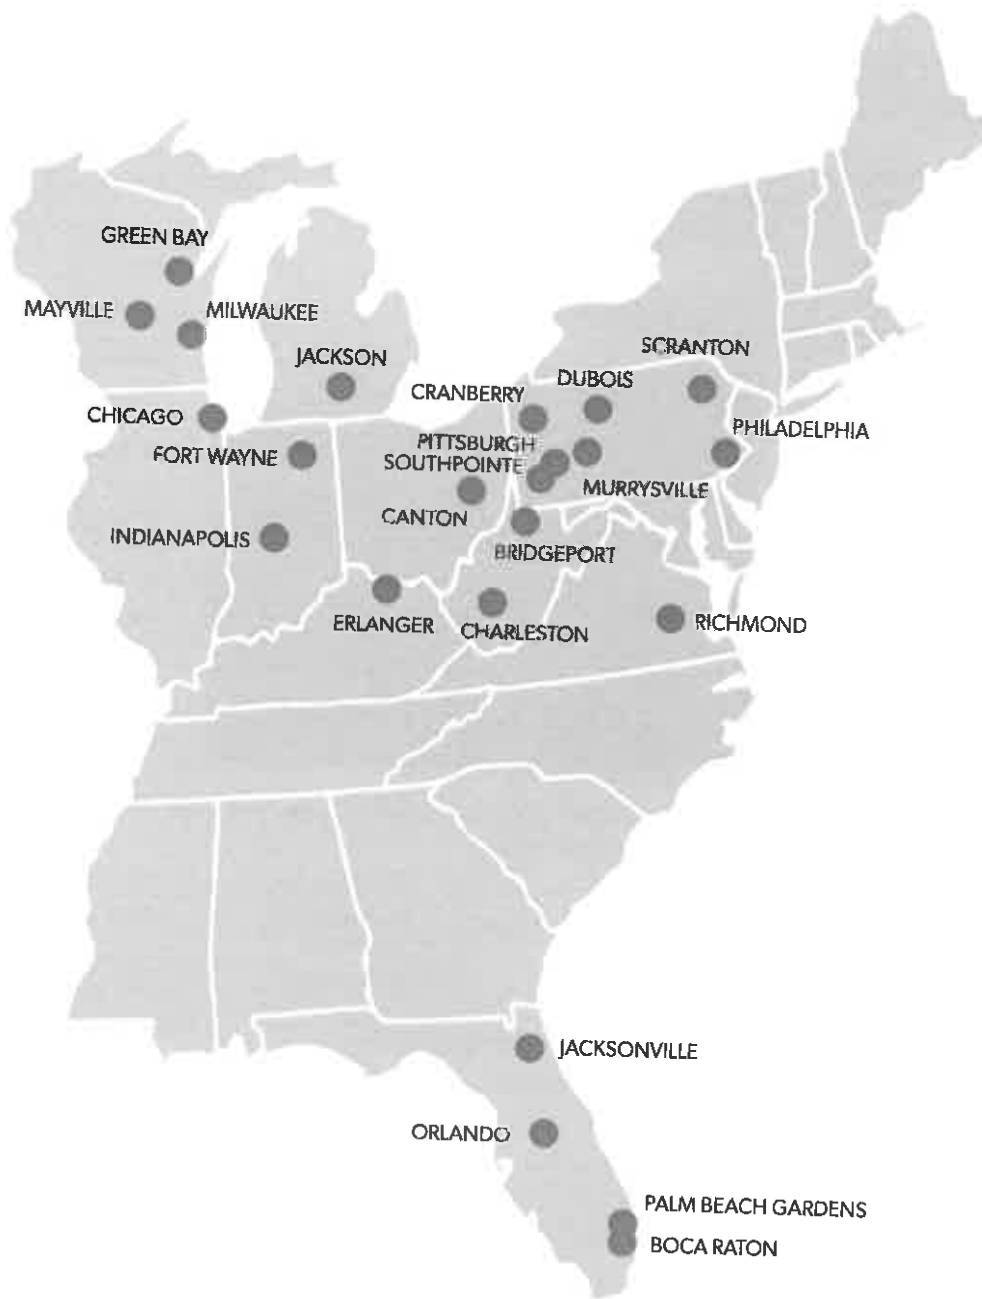 GREEN BAY
MAYVILLE
MILWAUKEE
JACKSON
SCRANTON
DUBOIS
CRANBERRY
CHICAGO
PHILADELPHIA
PITTSBURGH
FORT WAYNE
SOUTHPOINTE
MURRYSVILLE
CANTON
INDIANAPOLIS
BRIDGEPORT
ERLANGER
CHARLESTON
RICHMOND
JACKSONVILLE
ORLANDO
PALM BEACH GARDENS
BOCA RATON